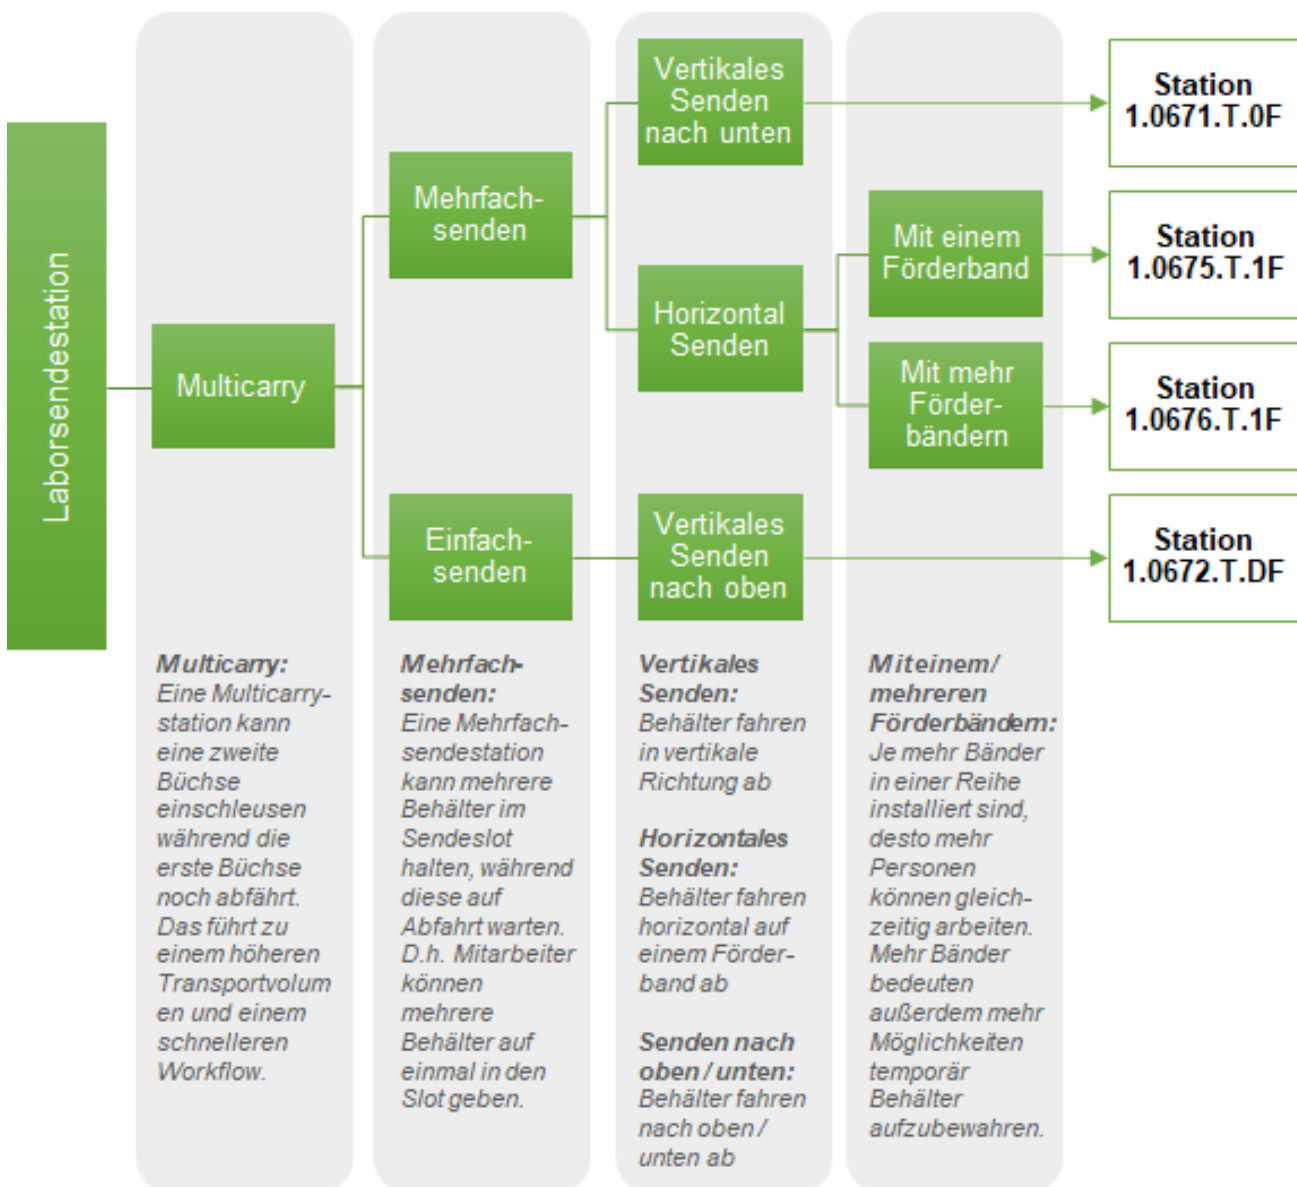 Laborsendestation
Multicarry
Mehrfach-
senden
Einfach-
senden
Vertikales
Senden
nach unten
Horizontal
Senden
Vertikales
Senden
nach oben
Mit einem
Förderband
Mit mehr
Förder-
bändern
Station
1.0671.T.0F
Station
1.0675.T.1F
Station
1.0676.T.1F
Station
1.0672.T.DF
Multicarry:
Eine Multicarry-
station kann
eine zweite
Büchse
einschleusen
während die
erste Büchse
noch abfährt.
Das führt zu
einem höheren
Transportvolum
en und einem
schnelleren
Workflow.
Mehrfach-
senden:
Eine Mehrfach-
sendestation
kann mehrere
Behälter im
Sendeslot
halten, während
diese auf
Abfahrt warten.
D.h. Mitarbeiter
können
mehrere
Behälter auf
einmal in den
Slot geben.
Vertikales
Senden:
Behälter fahren
in vertikale
Richtung ab
Horizontales
Senden:
Behälter fahren
horizontal auf
einem Förder-
band ab
Senden nach
oben / unten:
Behälter fahren
nach oben /
unten ab
Mit einem/
mehreren
Förderbändern:
Je mehr Bänder
in einer Reihe
installiert sind,
desto mehr
Personen
können gleich-
zeitig arbeiten.
Mehr Bänder
bedeuten
außerdem mehr
Möglichkeiten
temporär
Behälter
aufzubewahren.